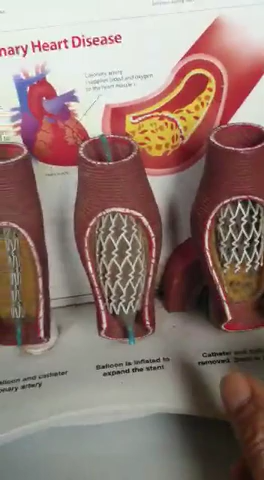 nary Heart Disease
Coronary artery
(supplies blood and oxygen
to the heart muscle)
alloon and catheter
onary artery
Balloon is inflated to
expand the stent
Catheter and
removed.